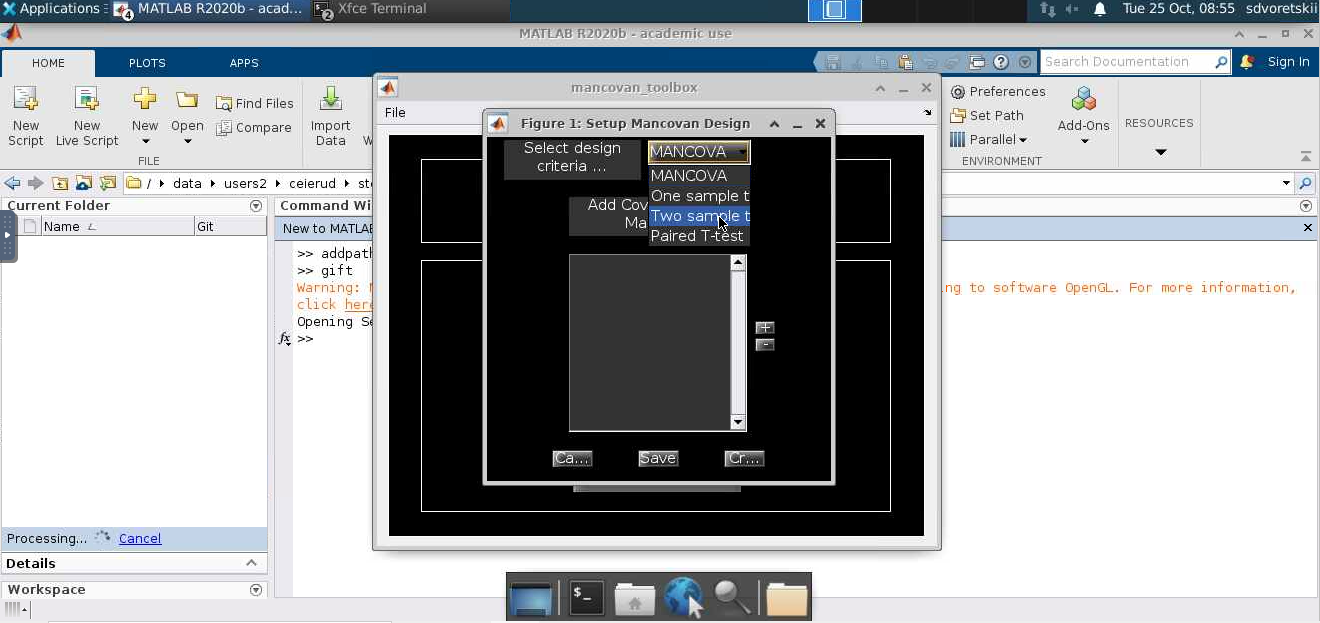 Applications
MATLAB R2020b - acad...
Xfce Terminal
Tue 25 Oct, 08:55
sdvoretskii
MATLAB R2020b - academic use
HOME
PLOTS
APPS
Search Documentation
Sign In
New
Script
New
Live Script
New
Open
Find Files
Compare
Import
Data
FILE
Preferences
Set Path
Parallel
Add-Ons
ENVIRONMENT
RESOURCES
mancovan_toolbox
File
Figure 1: Setup Mancovan Design
Select design
criteria ...
MANCOVA
MANCOVA
One sample t
Two sample t
Paired T-test
Add Cov
Ma
+
-
Ca...
Save
Cr...
/ data users2 ceierud st
Current Folder
Name
Git
Command Wi
New to MATLA
>> addpath
>> gift
Warning:
ng to software OpenGL. For more information,
click here
Opening Se
fx >>
Processing...
Cancel
Details
Workspace